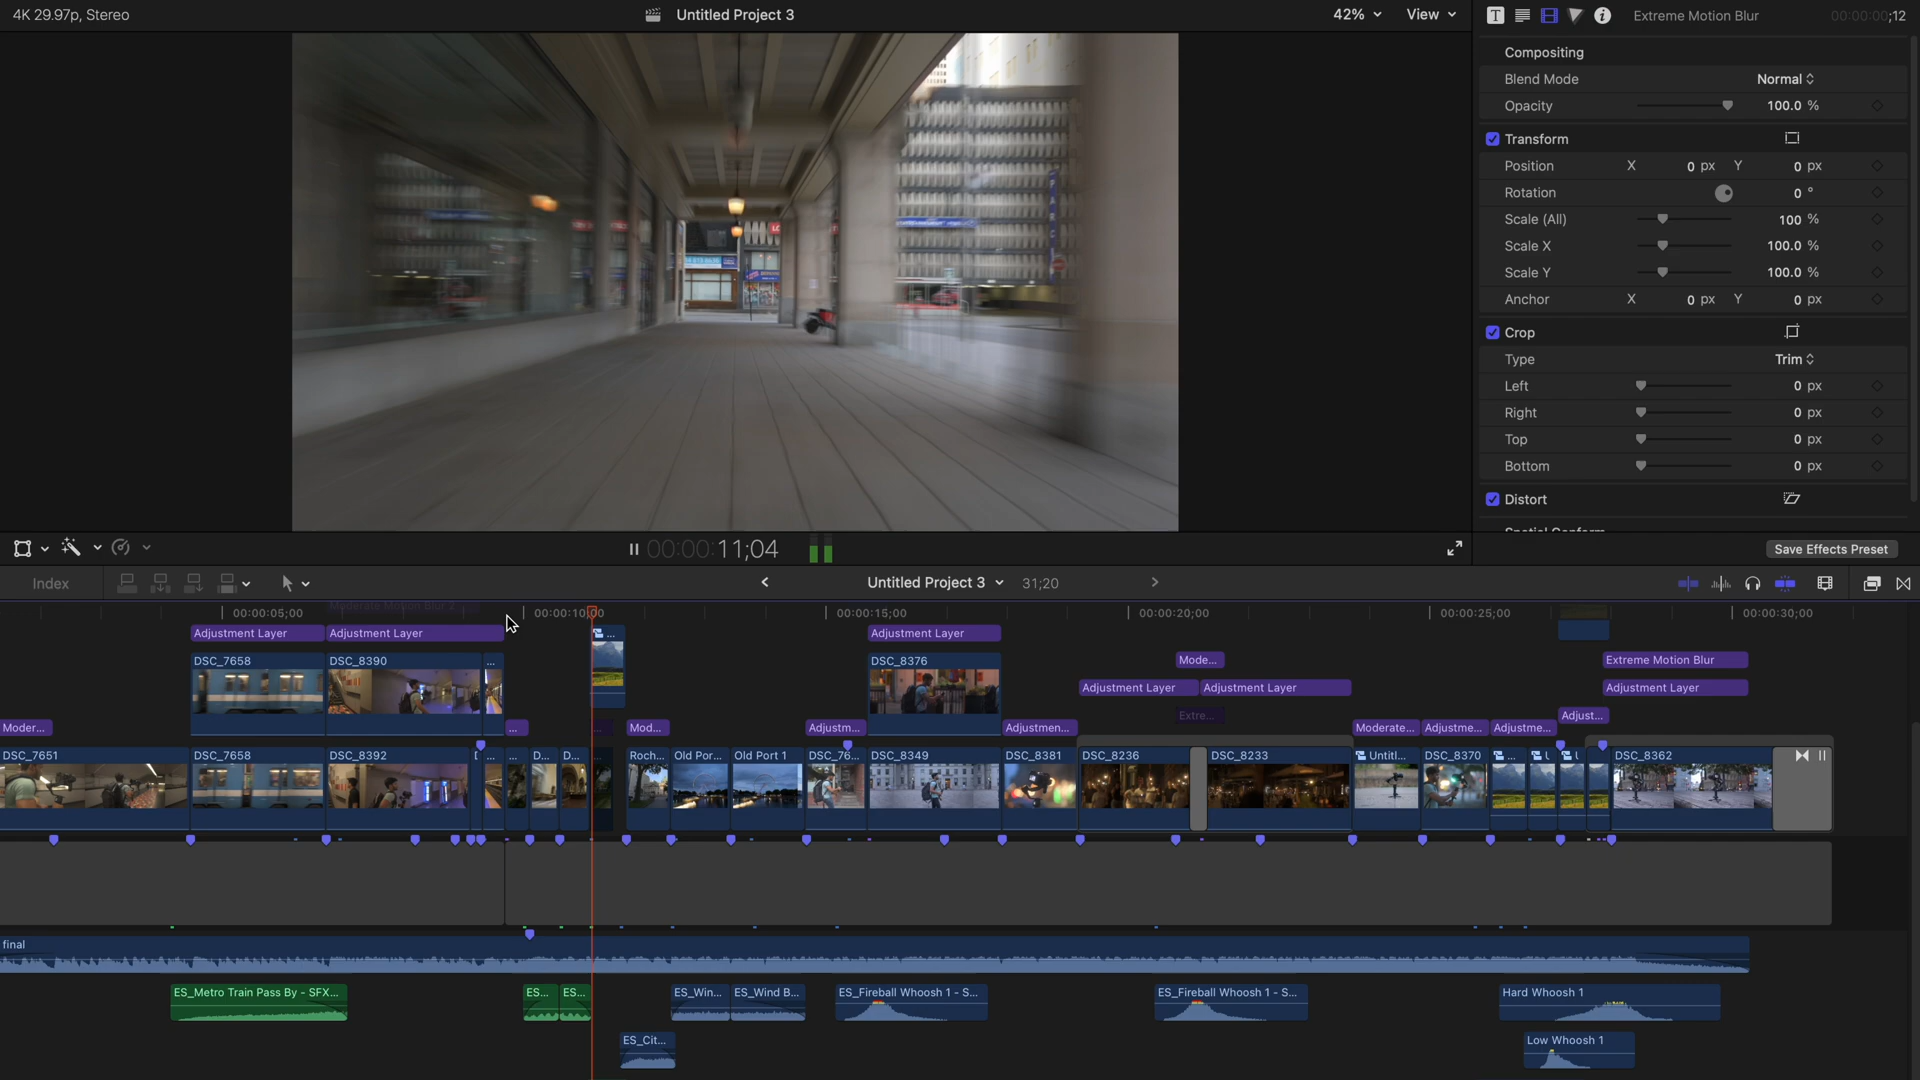 4K 29.97p, Stereo
Untitled Project 3
42%
View
Extreme Motion Blur
00:00:00;12
Compositing
Blend Mode Normal
Opacity 100.0 %
Transform
Position X 0 px Y 0 px
Rotation 0 °
Scale (All) 100 %
Scale X 100.0 %
Scale Y 100.0 %
Anchor X 0 px Y 0 px
Crop
Type Trim
Left 0 px
Right 0 px
Top 0 px
Bottom 0 px
Distort
Spatial Conform
00:00:11;04
Save Effects Preset
Index
Untitled Project 3 31;20
Moderate Motion Blur 2
00:00:05;00 00:00:10;00 00:00:15;00 00:00:20;00 00:00:25;00 00:00:30;00
Adjustment Layer Adjustment Layer ... Adjustment Layer
DSC_7658 DSC_8390 ... DSC_8376 Mode... Extreme Motion Blur
Adjustment Layer Adjustment Layer Adjustment Layer
Extre... Adjust...
Moder... ... Mod... Adjustm... Adjustmen... Moderate... Adjustme... Adjustme...
DSC_7651 DSC_7658 DSC_8392 ... ... D... D... Roch... Old Por... Old Port 1 DSC_76... DSC_8349 DSC_8381 DSC_8236 DSC_8233 Untitl... DSC_8370 ... DSC_8362
final
ES_Metro Train Pass By - SFX... ES... ES... ES_Win... ES_Wind B... ES_Fireball Whoosh 1 - S... ES_Fireball Whoosh 1 - S... Hard Whoosh 1
ES_Cit... Low Whoosh 1